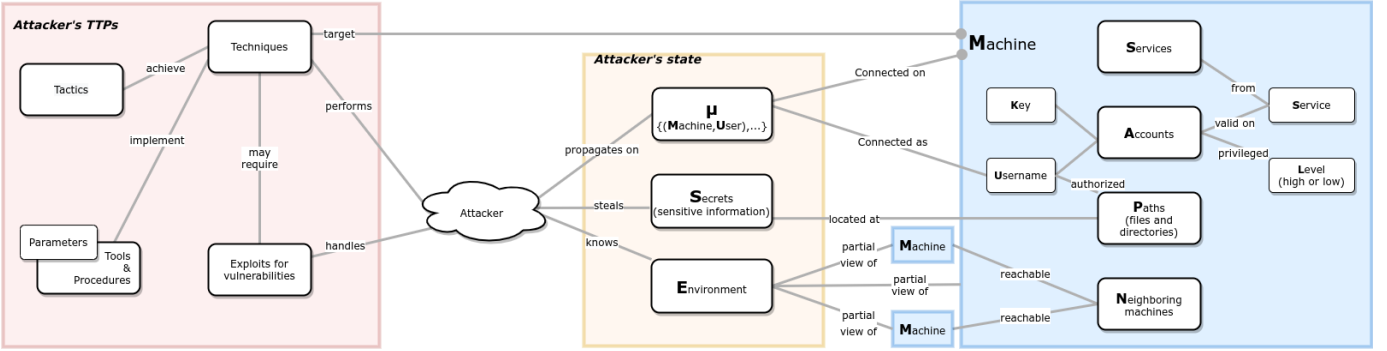 Attacker's TTPs
Techniques
achieve
Tactics
implement
may
require
Parameters
Tools
&
Procedures
Exploits for
vulnerabilities
target
performs
handles
Attacker
propagates on
steals
knows
Attacker's state
μ
{(Machine,User),...}
Secrets
(sensitive information)
Environment
Connected on
Connected as
located at
partial
view of
Machine
partial
view of
partial
view of
Machine
reachable
reachable
Machine
Services
from
Key
Service
Accounts
valid on
privileged
Username
Level
(high or low)
authorized
Paths
(files and
directories)
Neighboring
machines